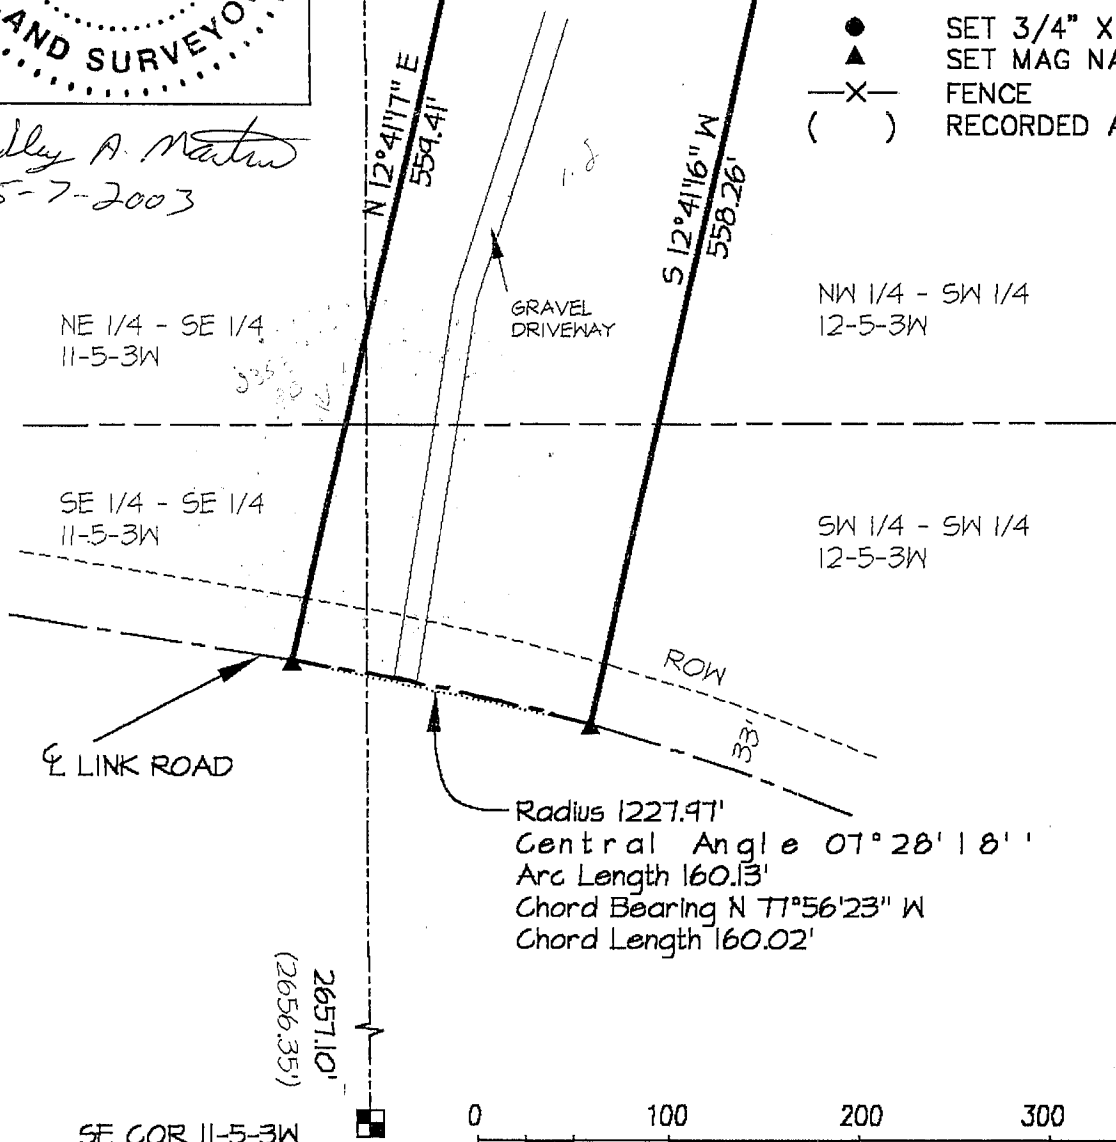 AND SURVEYO
A. Martin
5-7-2003
SET 3/4" X
SET MAG NA
FENCE
( ) RECORDED A
N 12°41'17" E
559.41'
S 12°41'16" W
558.26'
GRAVEL
DRIVEWAY
NE 1/4 - SE 1/4
11-5-3W
NW 1/4 - SW 1/4
12-5-3W
SE 1/4 - SE 1/4
11-5-3W
SW 1/4 - SW 1/4
12-5-3W
ROW
33'
℄ LINK ROAD
Radius 1227.97'
Central Angle 07°28'18''
Arc Length 160.13'
Chord Bearing N 77°56'23" W
Chord Length 160.02'
2657.10'
(2656.35')
SE COR 11-5-3W
0 100 200 300